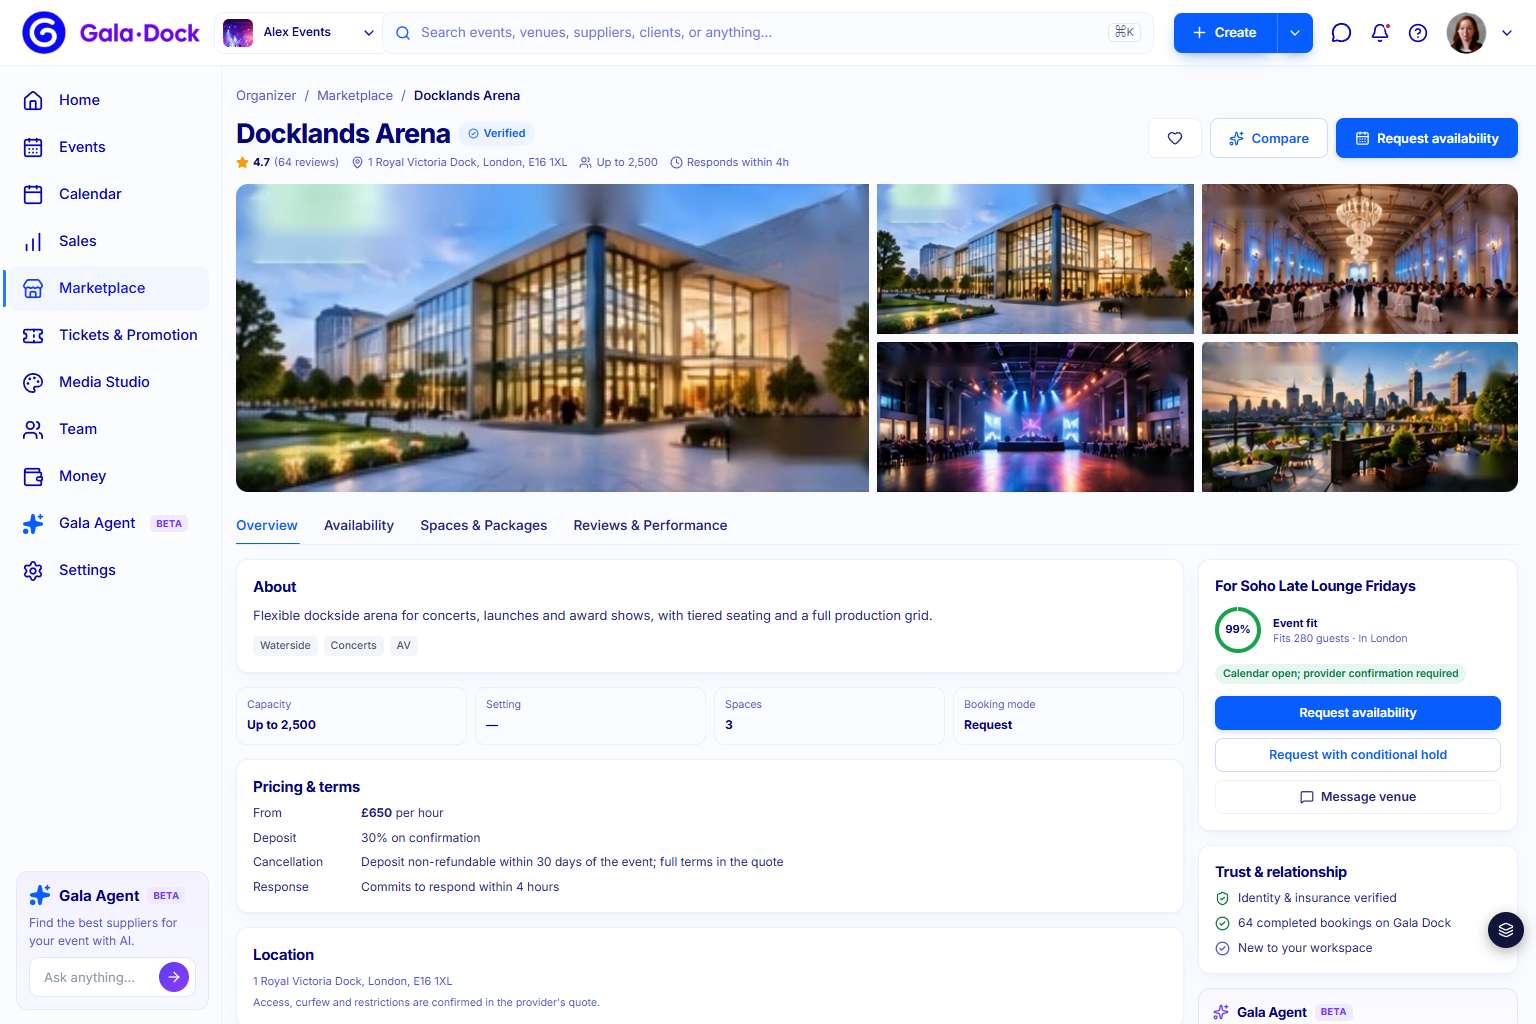 Gala·Dock
Alex Events
Search events, venues, suppliers, clients, or anything...
⌘K
Create
Home
Events
Calendar
Sales
Marketplace
Tickets & Promotion
Media Studio
Team
Money
Gala Agent BETA
Settings
Gala Agent BETA
Find the best suppliers for
your event with AI.
Ask anything...
Organizer / Marketplace / Docklands Arena
Docklands Arena Verified
4.7 (64 reviews) 1 Royal Victoria Dock, London, E16 1XL Up to 2,500 Responds within 4h
Compare
Request availability
Overview Availability Spaces & Packages Reviews & Performance
About
Flexible dockside arena for concerts, launches and award shows, with tiered seating and a full production grid.
Waterside Concerts AV
Capacity
Up to 2,500
Setting
—
Spaces
3
Booking mode
Request
Pricing & terms
From £650 per hour
Deposit 30% on confirmation
Cancellation Deposit non-refundable within 30 days of the event; full terms in the quote
Response Commits to respond within 4 hours
Location
1 Royal Victoria Dock, London, E16 1XL
Access, curfew and restrictions are confirmed in the provider's quote.
For Soho Late Lounge Fridays
99%
Event fit
Fits 280 guests · In London
Calendar open; provider confirmation required
Request availability
Request with conditional hold
Message venue
Trust & relationship
Identity & insurance verified
64 completed bookings on Gala Dock
New to your workspace
Gala Agent BETA